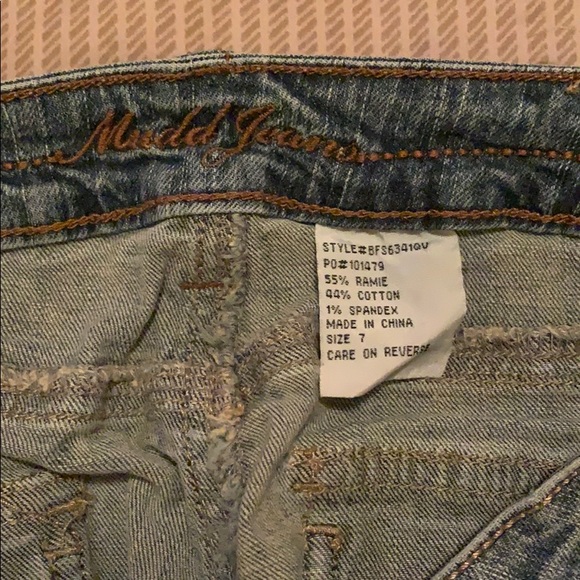 Mudd Jeans
STYLE#BFS6341QV
PO#101479
55% RAMIE
44% COTTON
1% SPANDEX
MADE IN CHINA
SIZE 7
CARE ON REVERSE